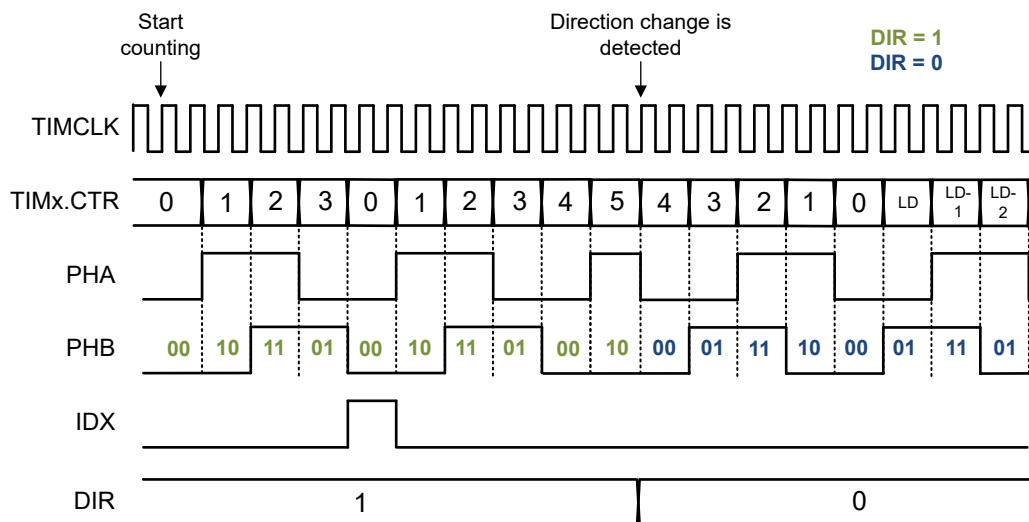 Start
counting
Direction change is
detected
DIR = 1
DIR = 0
TIMCLK
TIMx.CTR 0 1 2 3 0 1 2 3 4 5 4 3 2 1 0 LD LD-1 LD-2
PHA
PHB 00 10 11 01 00 10 11 01 00 10 00 01 11 10 00 01 11 01
IDX
DIR 1 0